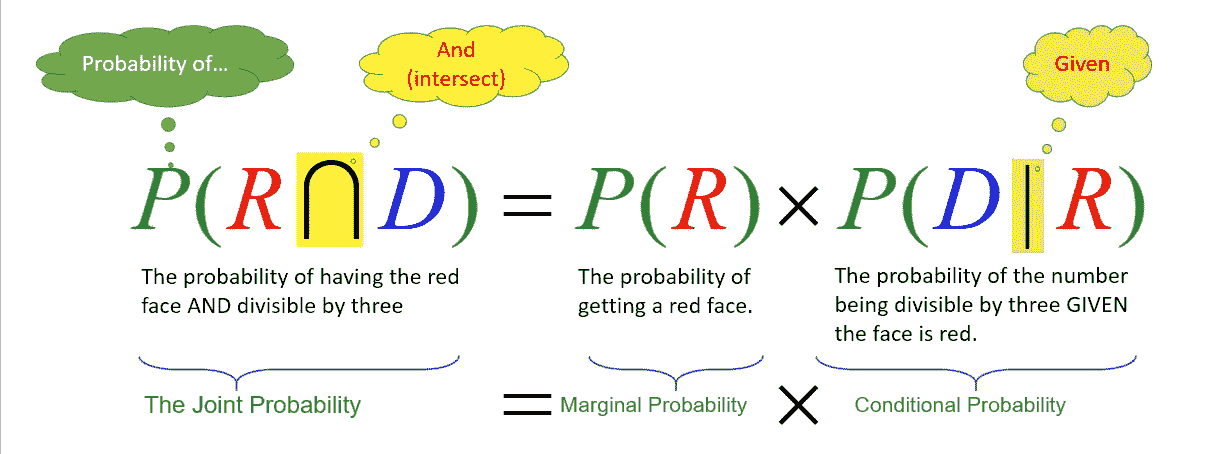 Probability of...
And
(intersect)
Given
P(R ∩ D) = P(R) × P(D | R)
The probability of having the red
face AND divisible by three
The probability of
getting a red face.
The probability of the number
being divisible by three GIVEN
the face is red.
The Joint Probability = Marginal Probability × Conditional Probability